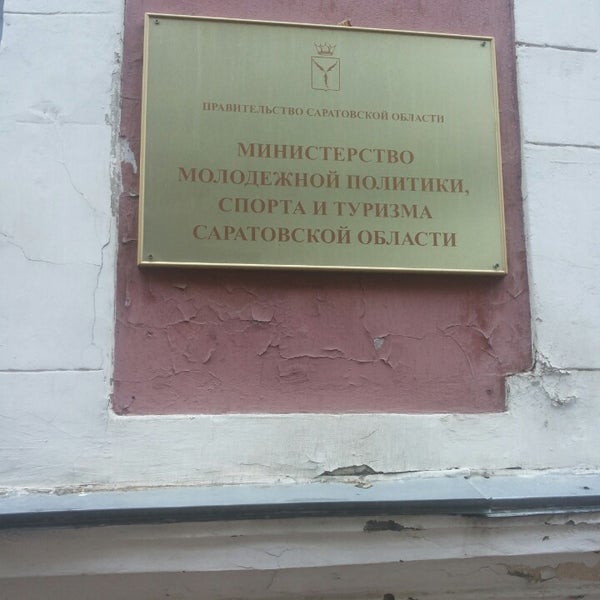 ПРАВИТЕЛЬСТВО САРАТОВСКОЙ ОБЛАСТИ
МИНИСТЕРСТВО
МОЛОДЕЖНОЙ ПОЛИТИКИ,
СПОРТА И ТУРИЗМА
САРАТОВСКОЙ ОБЛАСТИ